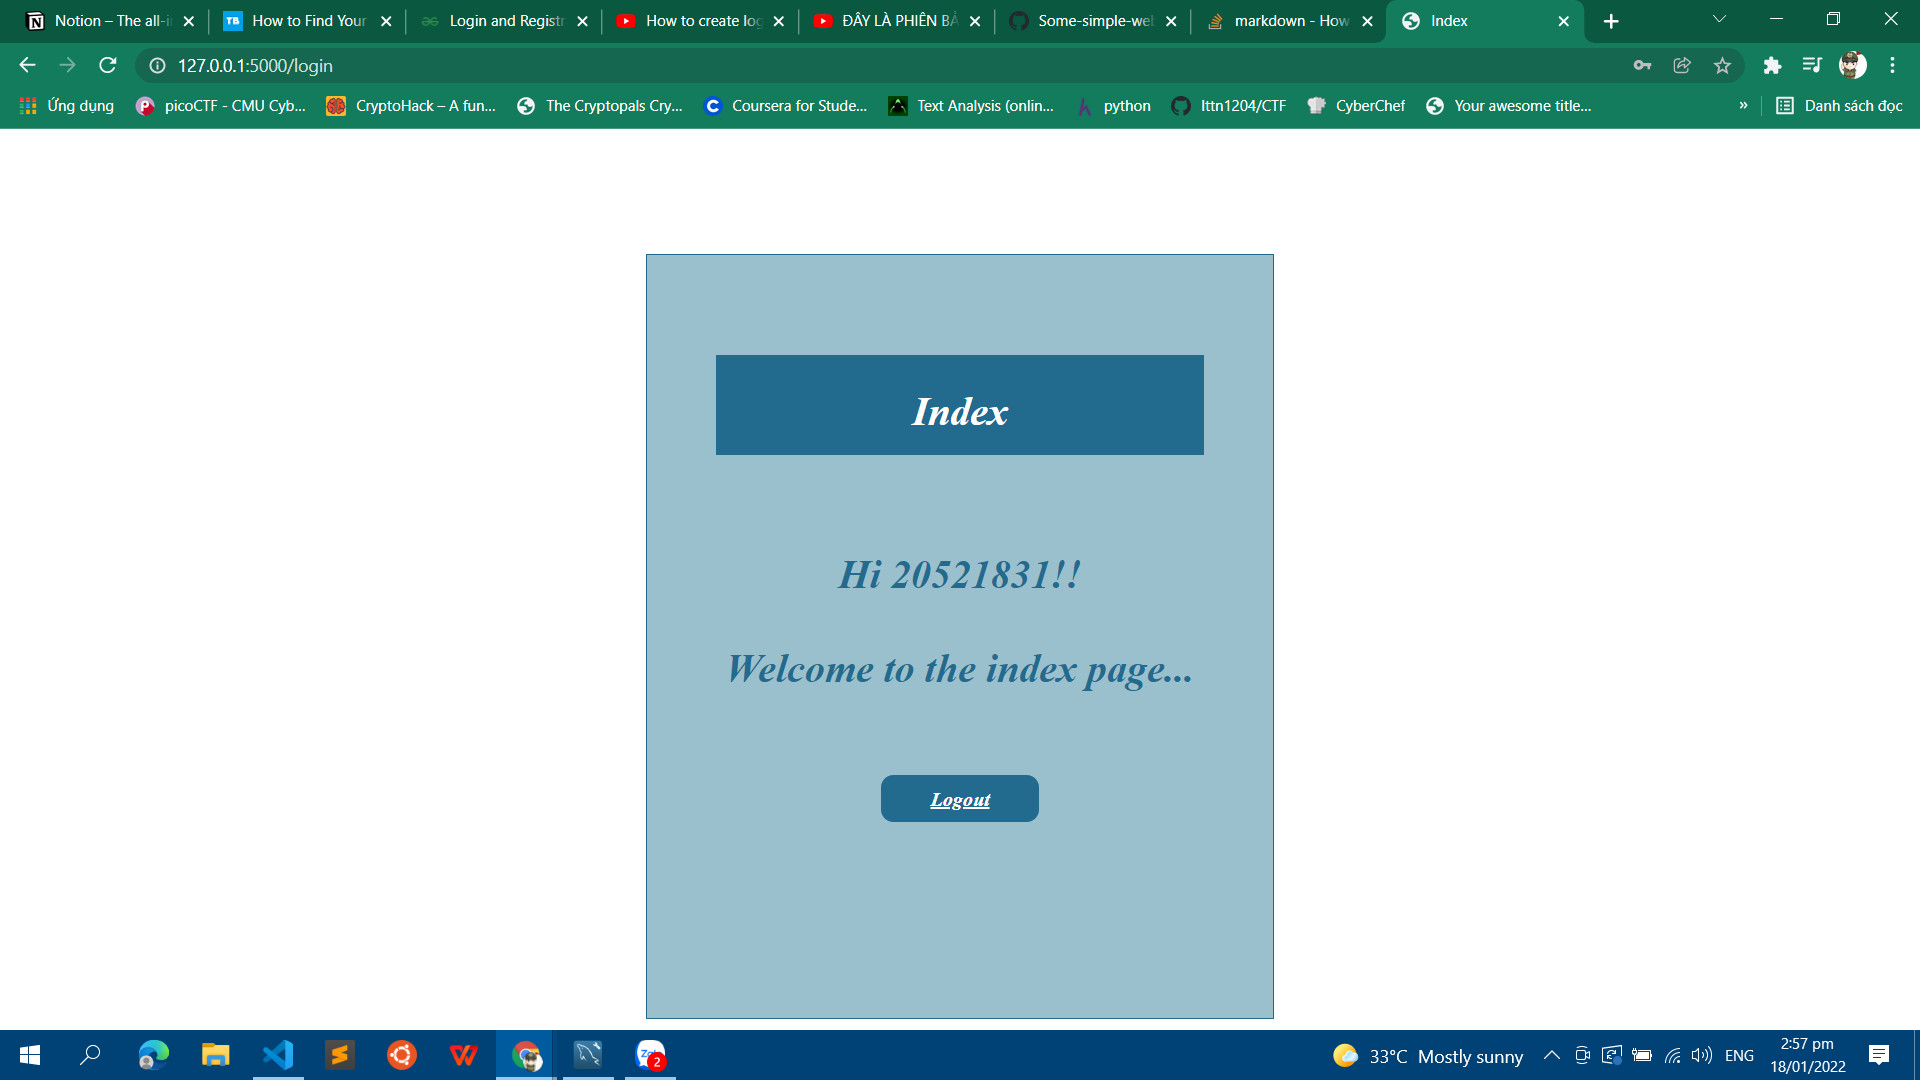 Notion – The all-i
How to Find Your
Login and Registr
How to create log
ĐÂY LÀ PHIÊN BẢ
Some-simple-web
markdown - How
Index
127.0.0.1:5000/login
Ứng dụng
picoCTF - CMU Cyb...
CryptoHack – A fun...
The Cryptopals Cry...
Coursera for Stude...
Text Analysis (onlin...
python
lttn1204/CTF
CyberChef
Your awesome title...
»
Danh sách đọc
Index
Hi 20521831!!
Welcome to the index page...
Logout
33°C Mostly sunny
ENG
2:57 pm
18/01/2022
2